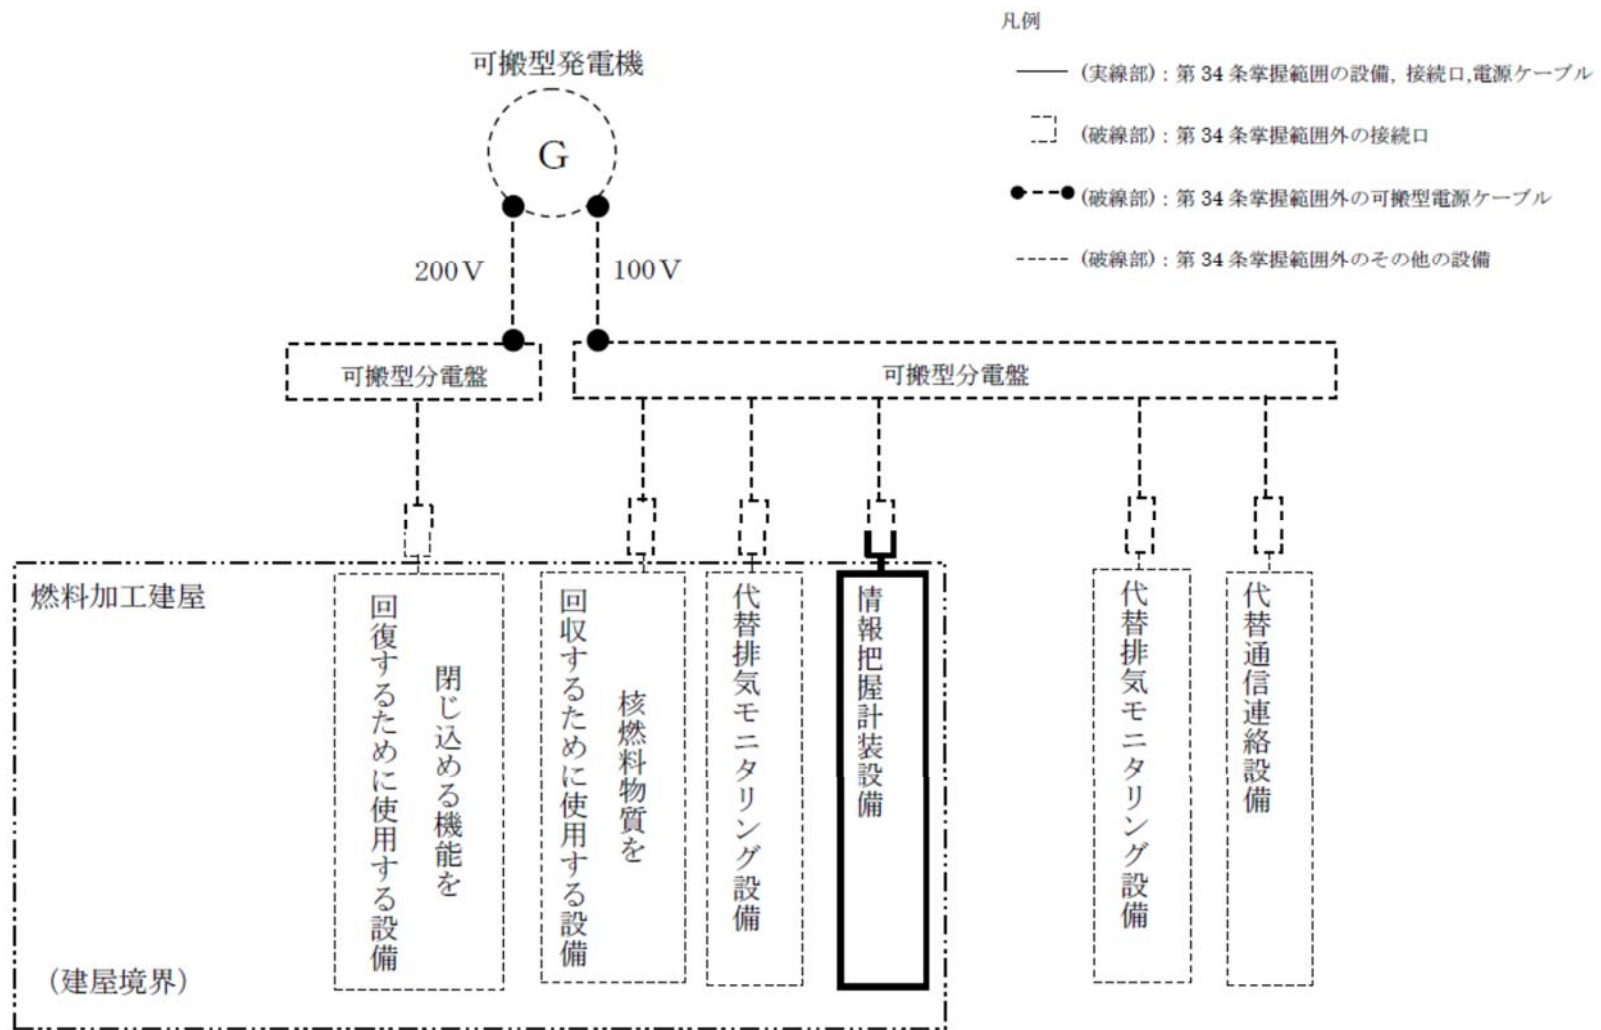 凡例
(実線部)：第 34 条掌握範囲の設備, 接続口,電源ケーブル
(破線部)：第 34 条掌握範囲外の接続口
(破線部)：第 34 条掌握範囲外の可搬型電源ケーブル
(破線部)：第 34 条掌握範囲外のその他の設備
可搬型発電機
G
200V
100V
可搬型分電盤
可搬型分電盤
燃料加工建屋
閉じ込める機能を
回復するために使用する設備
核燃料物質を
回収するために使用する設備
代替排気モニタリング設備
情報把握計装設備
代替排気モニタリング設備
代替通信連絡設備
（建屋境界）